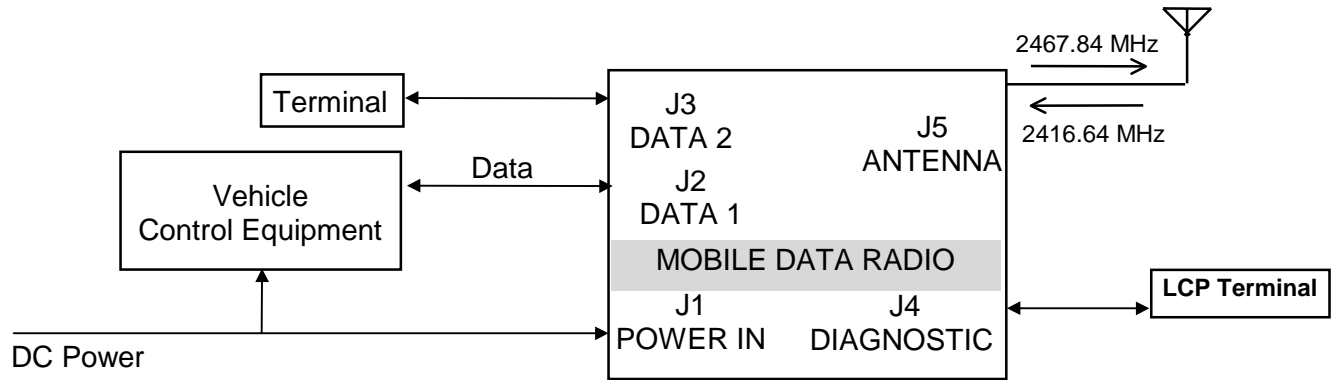 2467.84 MHz
2416.64 MHz
Terminal
J3
DATA 2
J5
ANTENNA
Data
J2
DATA 1
Vehicle
Control Equipment
MOBILE DATA RADIO
LCP Terminal
J1
POWER IN
J4
DIAGNOSTIC
DC Power